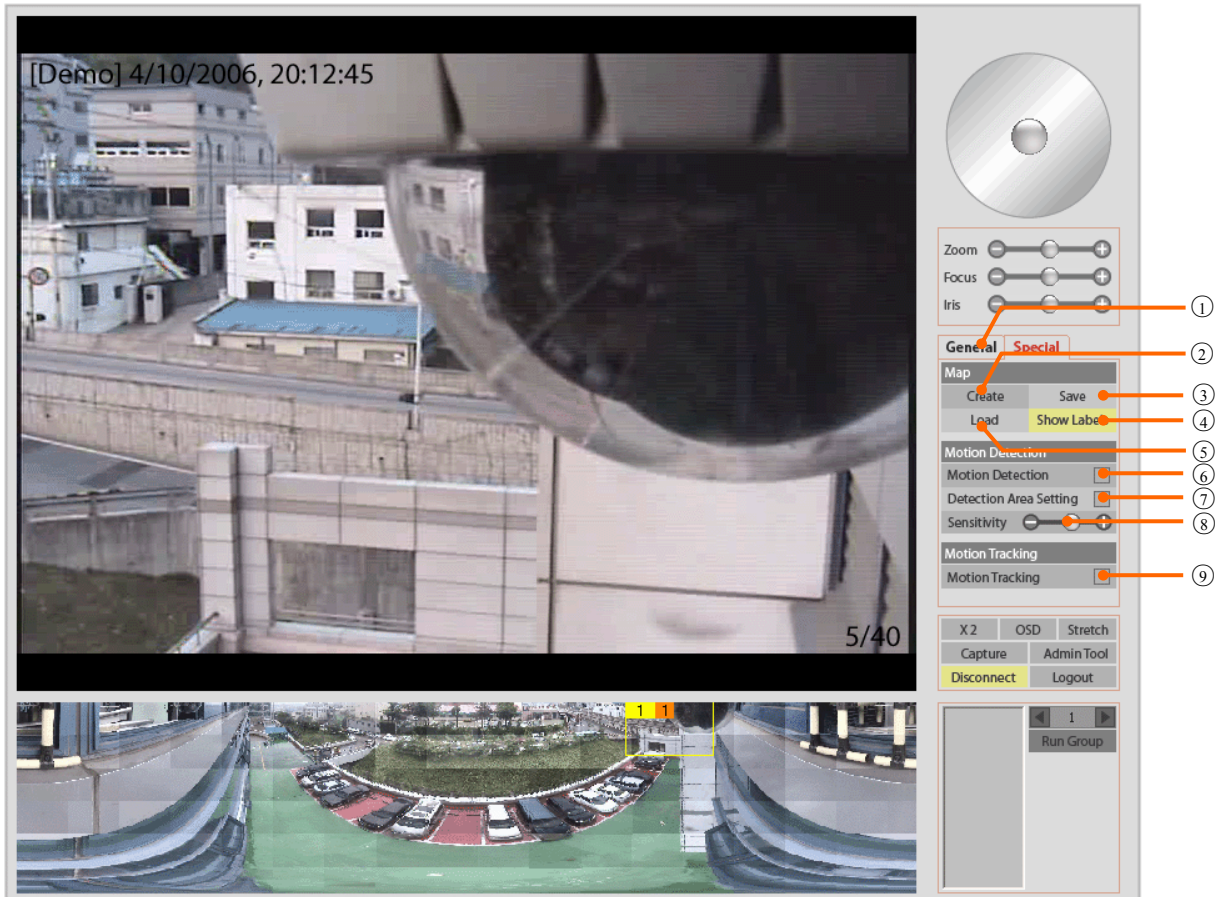 [Demo] 4/10/2006, 20:12:45
5/40
1 1
Zoom
Focus
Iris
General Special
Map
Create Save
Load Show Label
Motion Detection
Motion Detection
Detection Area Setting
Sensitivity
Motion Tracking
Motion Tracking
X2 OSD Stretch
Capture Admin Tool
Disconnect Logout
1
Run Group
①
②
③
④
⑤
⑥
⑦
⑧
⑨